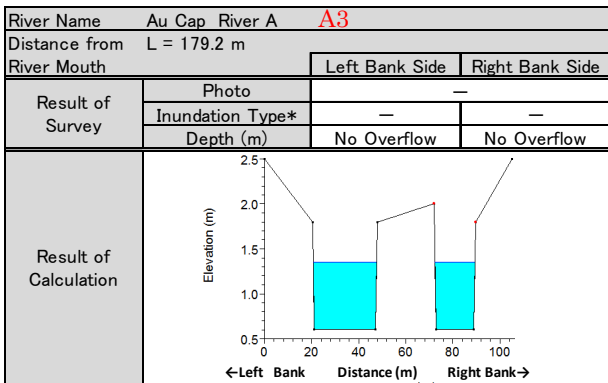 River Name Au Cap River A A3
Distance from L = 179.2 m
River Mouth Left Bank Side Right Bank Side
Result of Survey Photo —
Inundation Type* — —
Depth (m) No Overflow No Overflow
Result of Calculation
Elevation (m)
2.5
2.0
1.5
1.0
0.5
0 20 40 60 80 100
←Left Bank Distance (m) Right Bank→